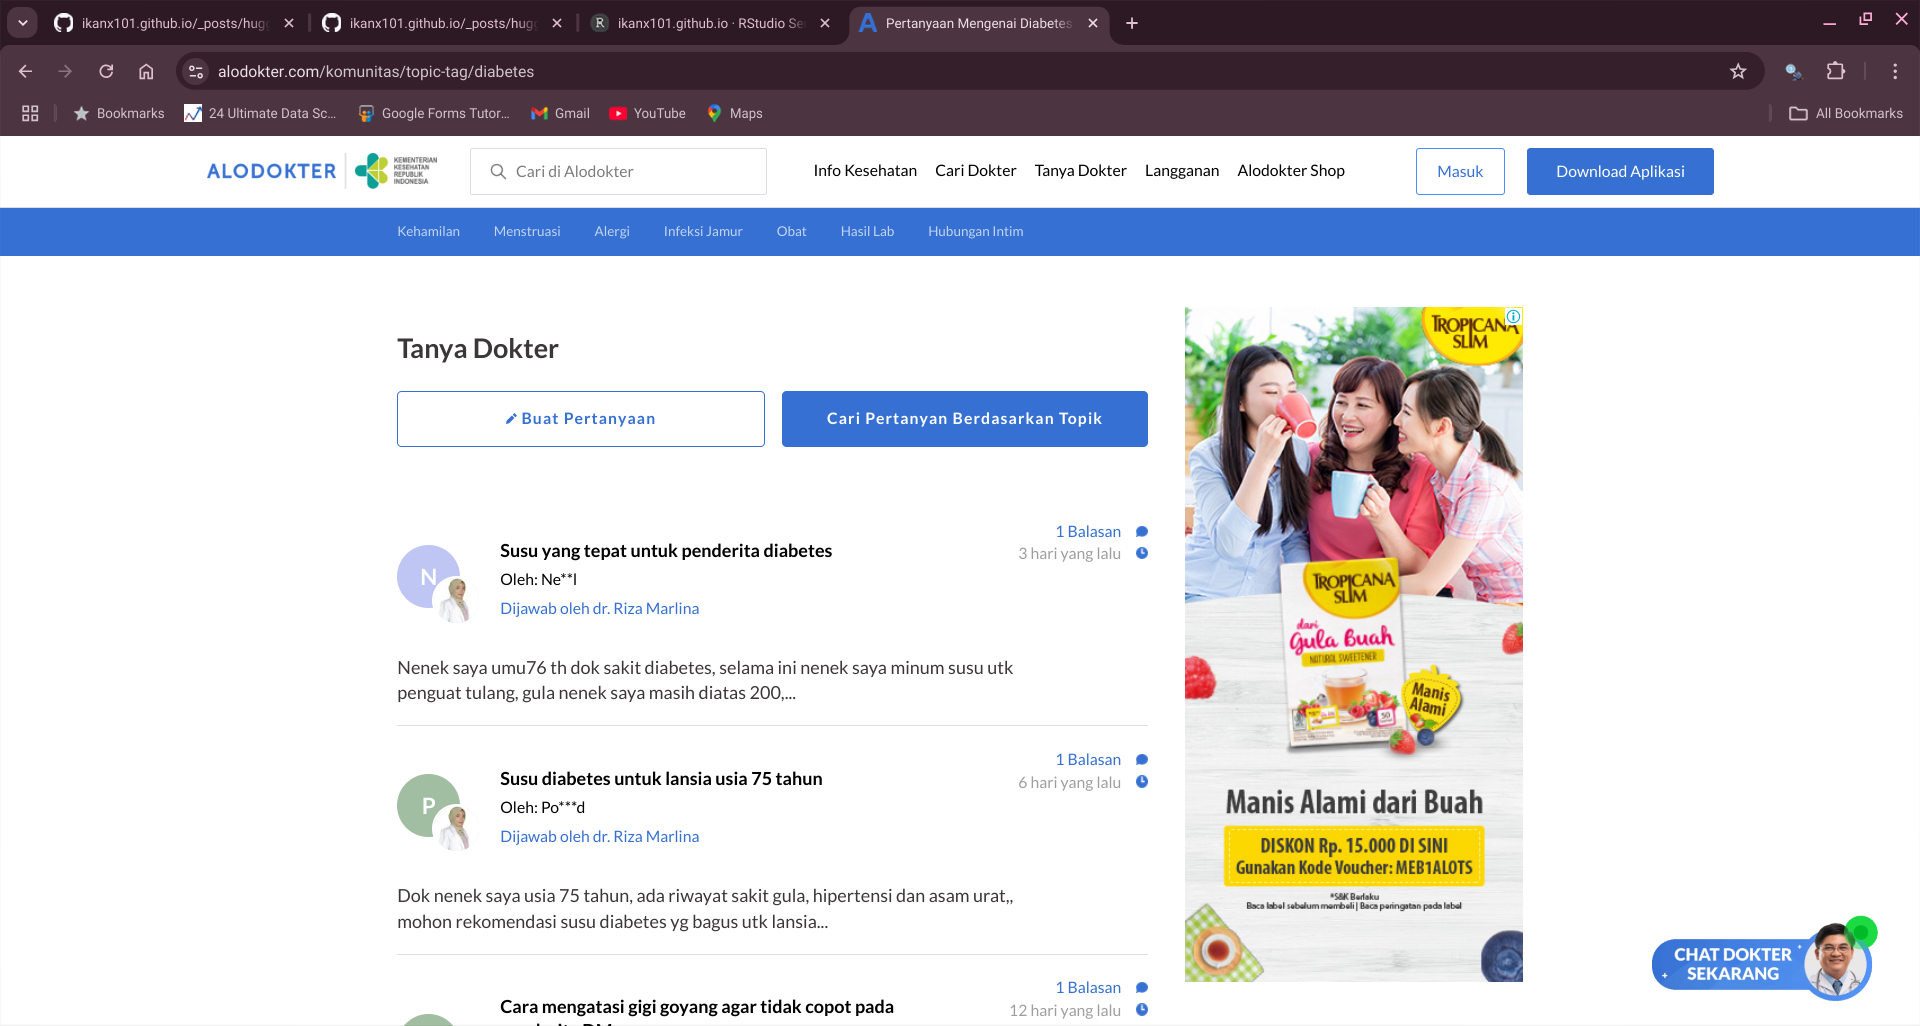 ikanx101.github.io/_posts/hugg
ikanx101.github.io/_posts/hugg
ikanx101.github.io · RStudio Se
Pertanyaan Mengenai Diabetes
alodokter.com/komunitas/topic-tag/diabetes
Bookmarks
24 Ultimate Data Sc...
Google Forms Tutor...
Gmail
YouTube
Maps
All Bookmarks
ALODOKTER
KEMENTERIAN
KESEHATAN
REPUBLIK
INDONESIA
Cari di Alodokter
Info Kesehatan
Cari Dokter
Tanya Dokter
Langganan
Alodokter Shop
Masuk
Download Aplikasi
Kehamilan
Menstruasi
Alergi
Infeksi Jamur
Obat
Hasil Lab
Hubungan Intim
Tanya Dokter
Buat Pertanyaan
Cari Pertanyan Berdasarkan Topik
N
Susu yang tepat untuk penderita diabetes
Oleh: Ne**l
Dijawab oleh dr. Riza Marlina
1 Balasan
3 hari yang lalu
Nenek saya umu76 th dok sakit diabetes, selama ini nenek saya minum susu utk
penguat tulang, gula nenek saya masih diatas 200,...
P
Susu diabetes untuk lansia usia 75 tahun
Oleh: Po***d
Dijawab oleh dr. Riza Marlina
1 Balasan
6 hari yang lalu
Dok nenek saya usia 75 tahun, ada riwayat sakit gula, hipertensi dan asam urat,,
mohon rekomendasi susu diabetes yg bagus utk lansia...
Cara mengatasi gigi goyang agar tidak copot pada
1 Balasan
12 hari yang lalu
TROPICANA
SLIM
TROPICANA
SLIM
dari
Gula Buah
NATURAL SWEETENER
Manis
Alami
50
Manis Alami dari Buah
DISKON Rp. 15.000 DI SINI
Gunakan Kode Voucher: MEB1ALOTS
*S&K Berlaku
Baca label sebelum membeli | Baca peringatan pada label
CHAT DOKTER
SEKARANG